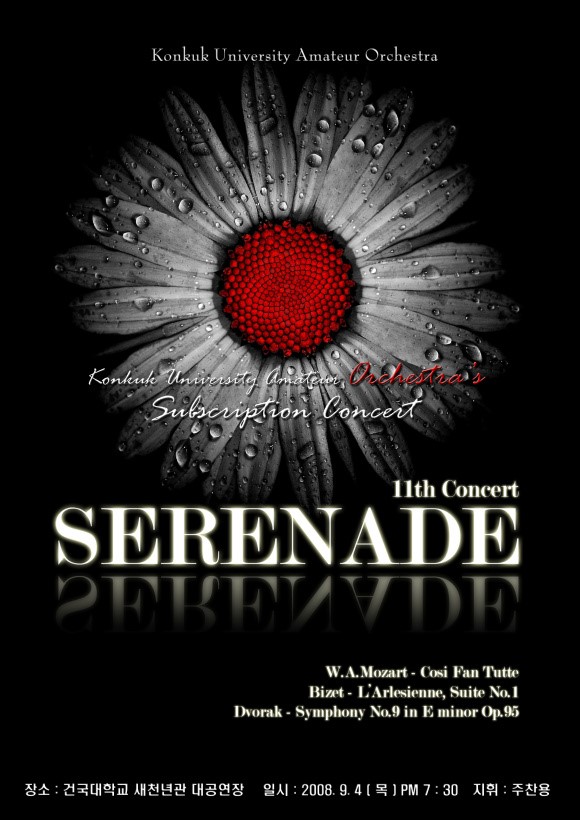 Konkuk University Amateur Orchestra
Konkuk University Amateur Orchestra's
Subscription Concert
11th Concert
SERENADE
W.A.Mozart - Cosi Fan Tutte
Bizet - L'Arlesienne, Suite No.1
Dvorak - Symphony No.9 in E minor Op.95
장소 : 건국대학교 새천년관 대공연장 일시 : 2008. 9. 4 ( 목 ) PM 7 : 30 지휘 : 주찬용